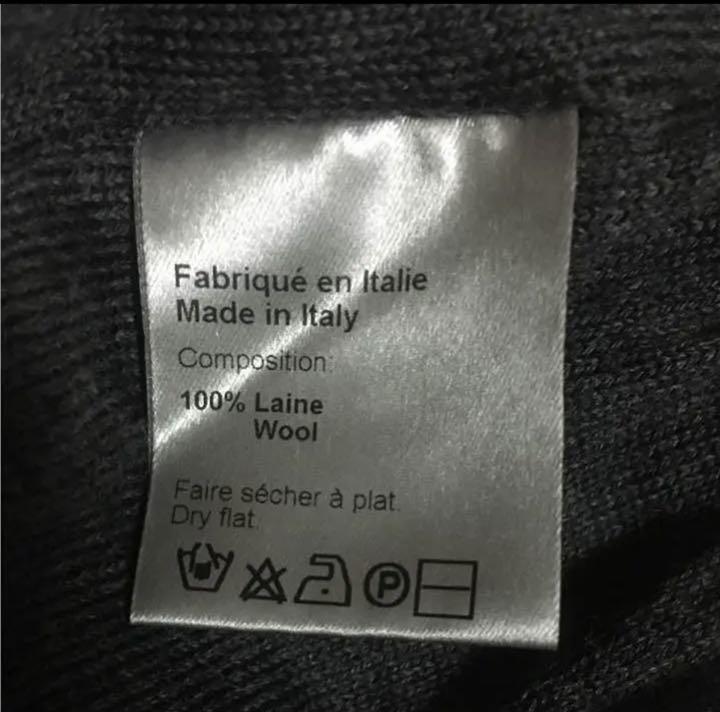 Fabriqué en Italie
Made in Italy
Composition:
100% Laine
Wool
Faire sécher à plat.
Dry flat.
P